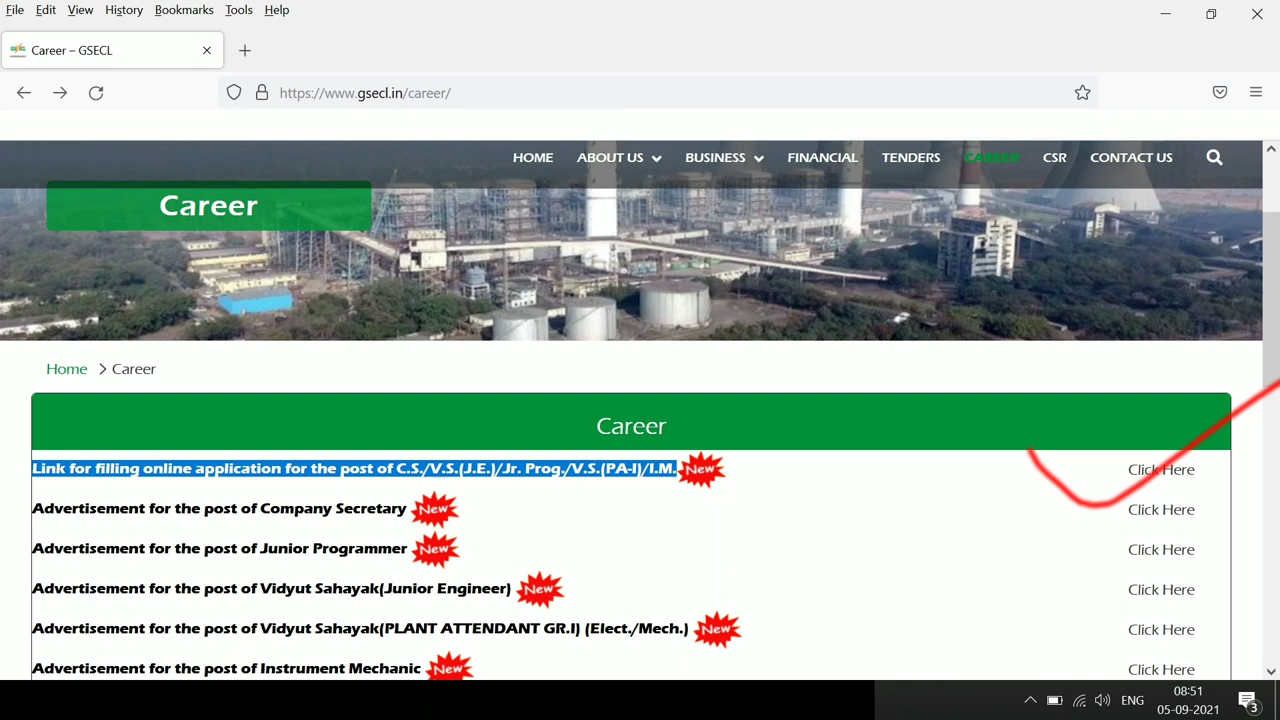 File Edit View History Bookmarks Tools Help
Career – GSECL
https://www.gsecl.in/career/
HOME ABOUT US BUSINESS FINANCIAL TENDERS CAREER CSR CONTACT US
Career
Home > Career
Career
Link for filling online application for the post of C.S./V.S.(J.E.)/Jr. Prog./V.S.(PA-I)/I.M. New Click Here
Advertisement for the post of Company Secretary New Click Here
Advertisement for the post of Junior Programmer New Click Here
Advertisement for the post of Vidyut Sahayak(Junior Engineer) New Click Here
Advertisement for the post of Vidyut Sahayak(PLANT ATTENDANT GR.I) (Elect./Mech.) New Click Here
Advertisement for the post of Instrument Mechanic New Click Here
ENG 08:51 3
05-09-2021